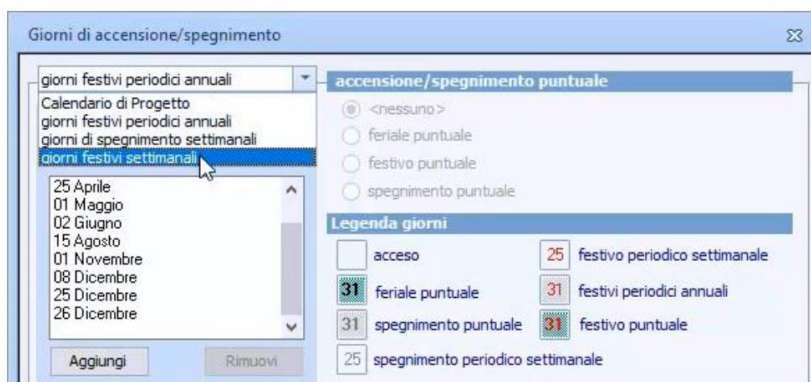 Giorni di accensione/spegnimento
giorni festivi periodici annuali
Calendario di Progetto
giorni festivi periodici annuali
giorni di spegnimento settimanali
giorni festivi settimanali
25 Aprile
01 Maggio
02 Giugno
15 Agosto
01 Novembre
08 Dicembre
25 Dicembre
26 Dicembre
Aggiungi
Rimuovi
accensione/spegnimento puntuale
<nessuno>
feriale puntuale
festivo puntuale
spegnimento puntuale
Legenda giorni
acceso
25 festivo periodico settimanale
31 feriale puntuale
31 festivi periodici annuali
31 spegnimento puntuale
31 festivo puntuale
25 spegnimento periodico settimanale